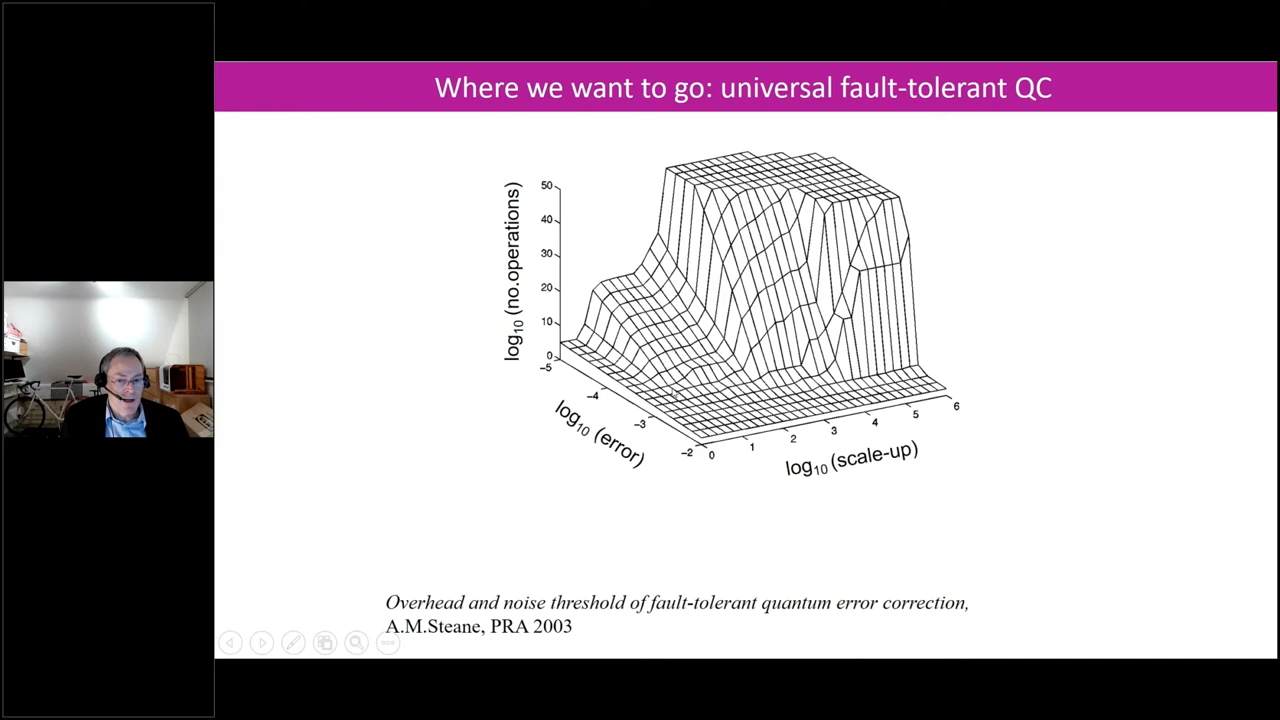 Where we want to go: universal fault-tolerant QC
log10 (no.operations)
50
40
30
20
10
0
−5
−4
−3
−2
log10 (error)
0
1
2
3
4
5
6
log10 (scale-up)
Overhead and noise threshold of fault-tolerant quantum error correction,
A.M.Steane, PRA 2003